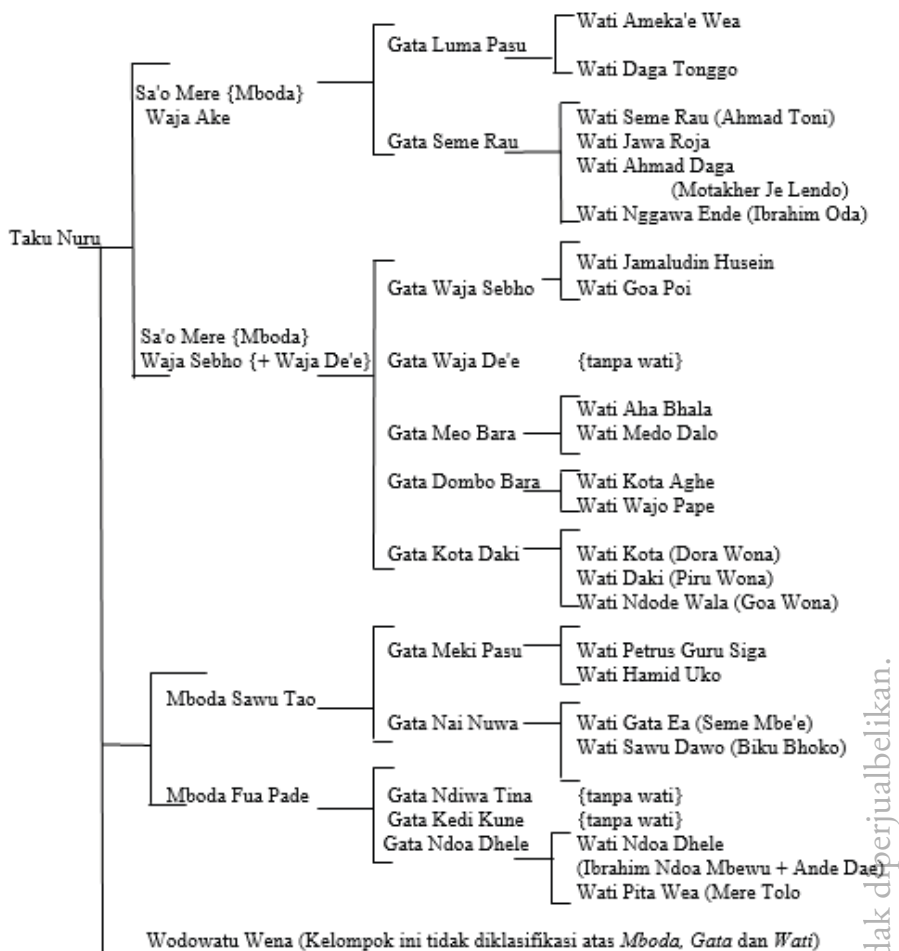 Wati Ameka'e Wea
Gata Luma Pasu
Wati Daga Tonggo
Sa'o Mere {Mboda}
Waja Ake
Wati Seme Rau (Ahmad Toni)
Gata Seme Rau
Wati Jawa Roja
Wati Ahmad Daga
(Motakher Je Lendo)
Wati Nggawa Ende (Ibrahim Oda)
Taku Nuru
Wati Jamaludin Husein
Gata Waja Sebho
Wati Goa Poi
Sa'o Mere {Mboda}
Waja Sebho {+ Waja De'e}
Gata Waja De'e {tanpa wati}
Wati Aha Bhala
Gata Meo Bara
Wati Medo Dalo
Gata Dombo Bara
Wati Kota Aghe
Wati Wajo Pape
Gata Kota Daki
Wati Kota (Dora Wona)
Wati Daki (Piru Wona)
Wati Ndode Wala (Goa Wona)
Gata Meki Pasu
Wati Petrus Guru Siga
Wati Hamid Uko
Mboda Sawu Tao
Gata Nai Nuwa
Wati Gata Ea (Seme Mbe'e)
Wati Sawu Dawo (Biku Bhoko)
Mboda Fua Pade
Gata Ndiwa Tina {tanpa wati}
Gata Kedi Kune {tanpa wati}
Gata Ndoa Dhele
Wati Ndoa Dhele
(Ibrahim Ndoa Mbewu + Ande Dae)
Wati Pita Wea (Mere Tolo
Wodowatu Wena (Kelompok ini tidak diklasifikasi atas Mboda, Gata dan Wati)
dak diperjualbelikan.